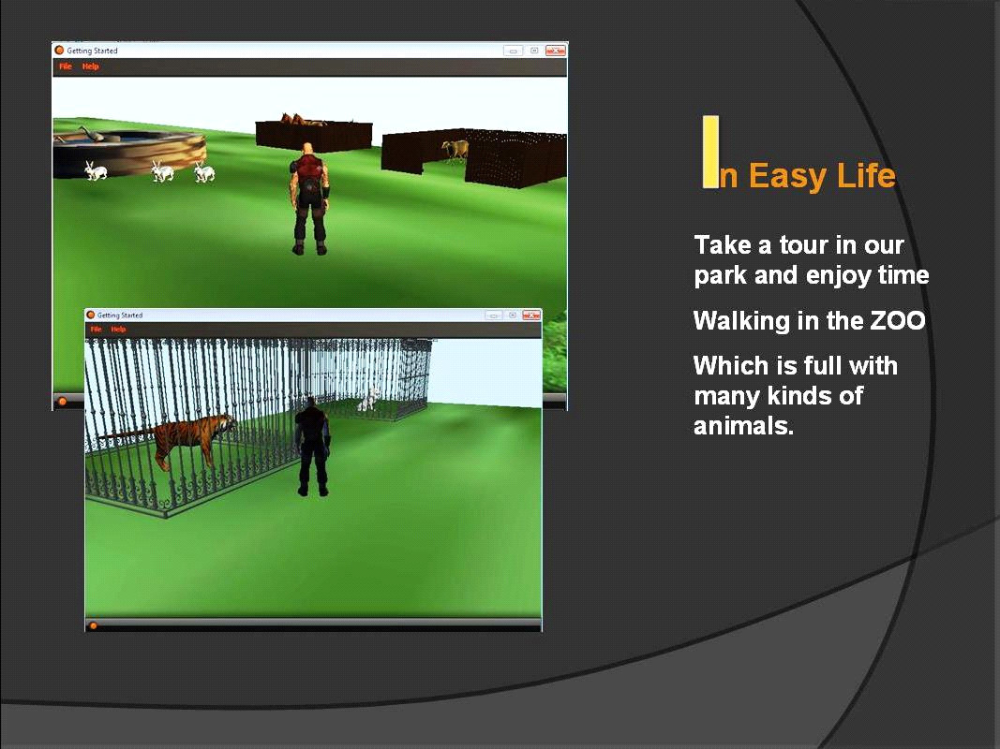 Getting Started
File Help
Getting Started
File Help
In Easy Life
Take a tour in our
park and enjoy time
Walking in the ZOO
Which is full with
many kinds of
animals.